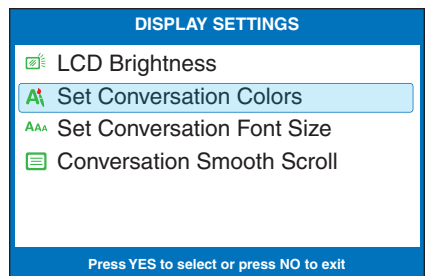 DISPLAY SETTINGS
LCD Brightness
Set Conversation Colors
Set Conversation Font Size
Conversation Smooth Scroll
Press YES to select or press NO to exit